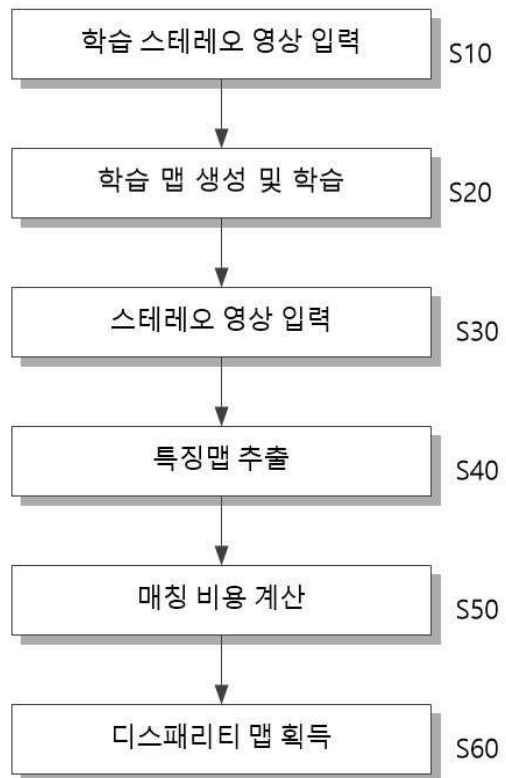 학습 스테레오 영상 입력
S10
학습 맵 생성 및 학습
S20
스테레오 영상 입력
S30
특징맵 추출
S40
매칭 비용 계산
S50
디스패리티 맵 획득
S60